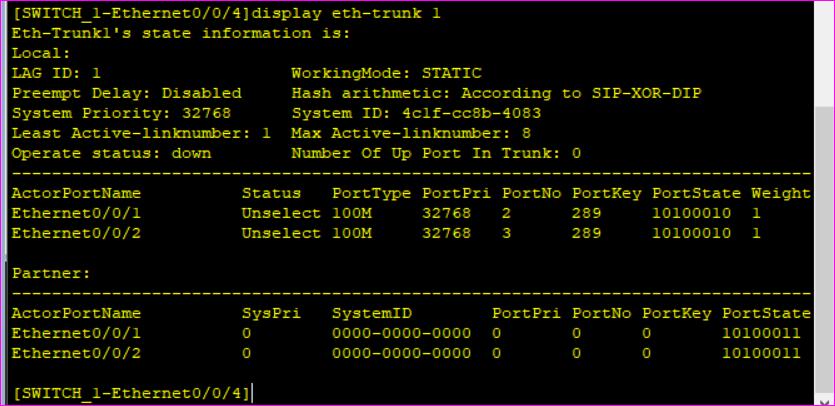 [SWITCH_1-Ethernet0/0/4]display eth-trunk 1
Eth-Trunk1's state information is:
Local:
LAG ID: 1 WorkingMode: STATIC
Preempt Delay: Disabled Hash arithmetic: According to SIP-XOR-DIP
System Priority: 32768 System ID: 4c1f-cc8b-4083
Least Active-linknumber: 1 Max Active-linknumber: 8
Operate status: down Number Of Up Port In Trunk: 0
--------------------------------------------------------------------------------
ActorPortName Status PortType PortPri PortNo PortKey PortState Weight
Ethernet0/0/1 Unselect 100M 32768 2 289 10100010 1
Ethernet0/0/2 Unselect 100M 32768 3 289 10100010 1
Partner:
--------------------------------------------------------------------------------
ActorPortName SysPri SystemID PortPri PortNo PortKey PortState
Ethernet0/0/1 0 0000-0000-0000 0 0 0 10100011
Ethernet0/0/2 0 0000-0000-0000 0 0 0 10100011
[SWITCH_1-Ethernet0/0/4]